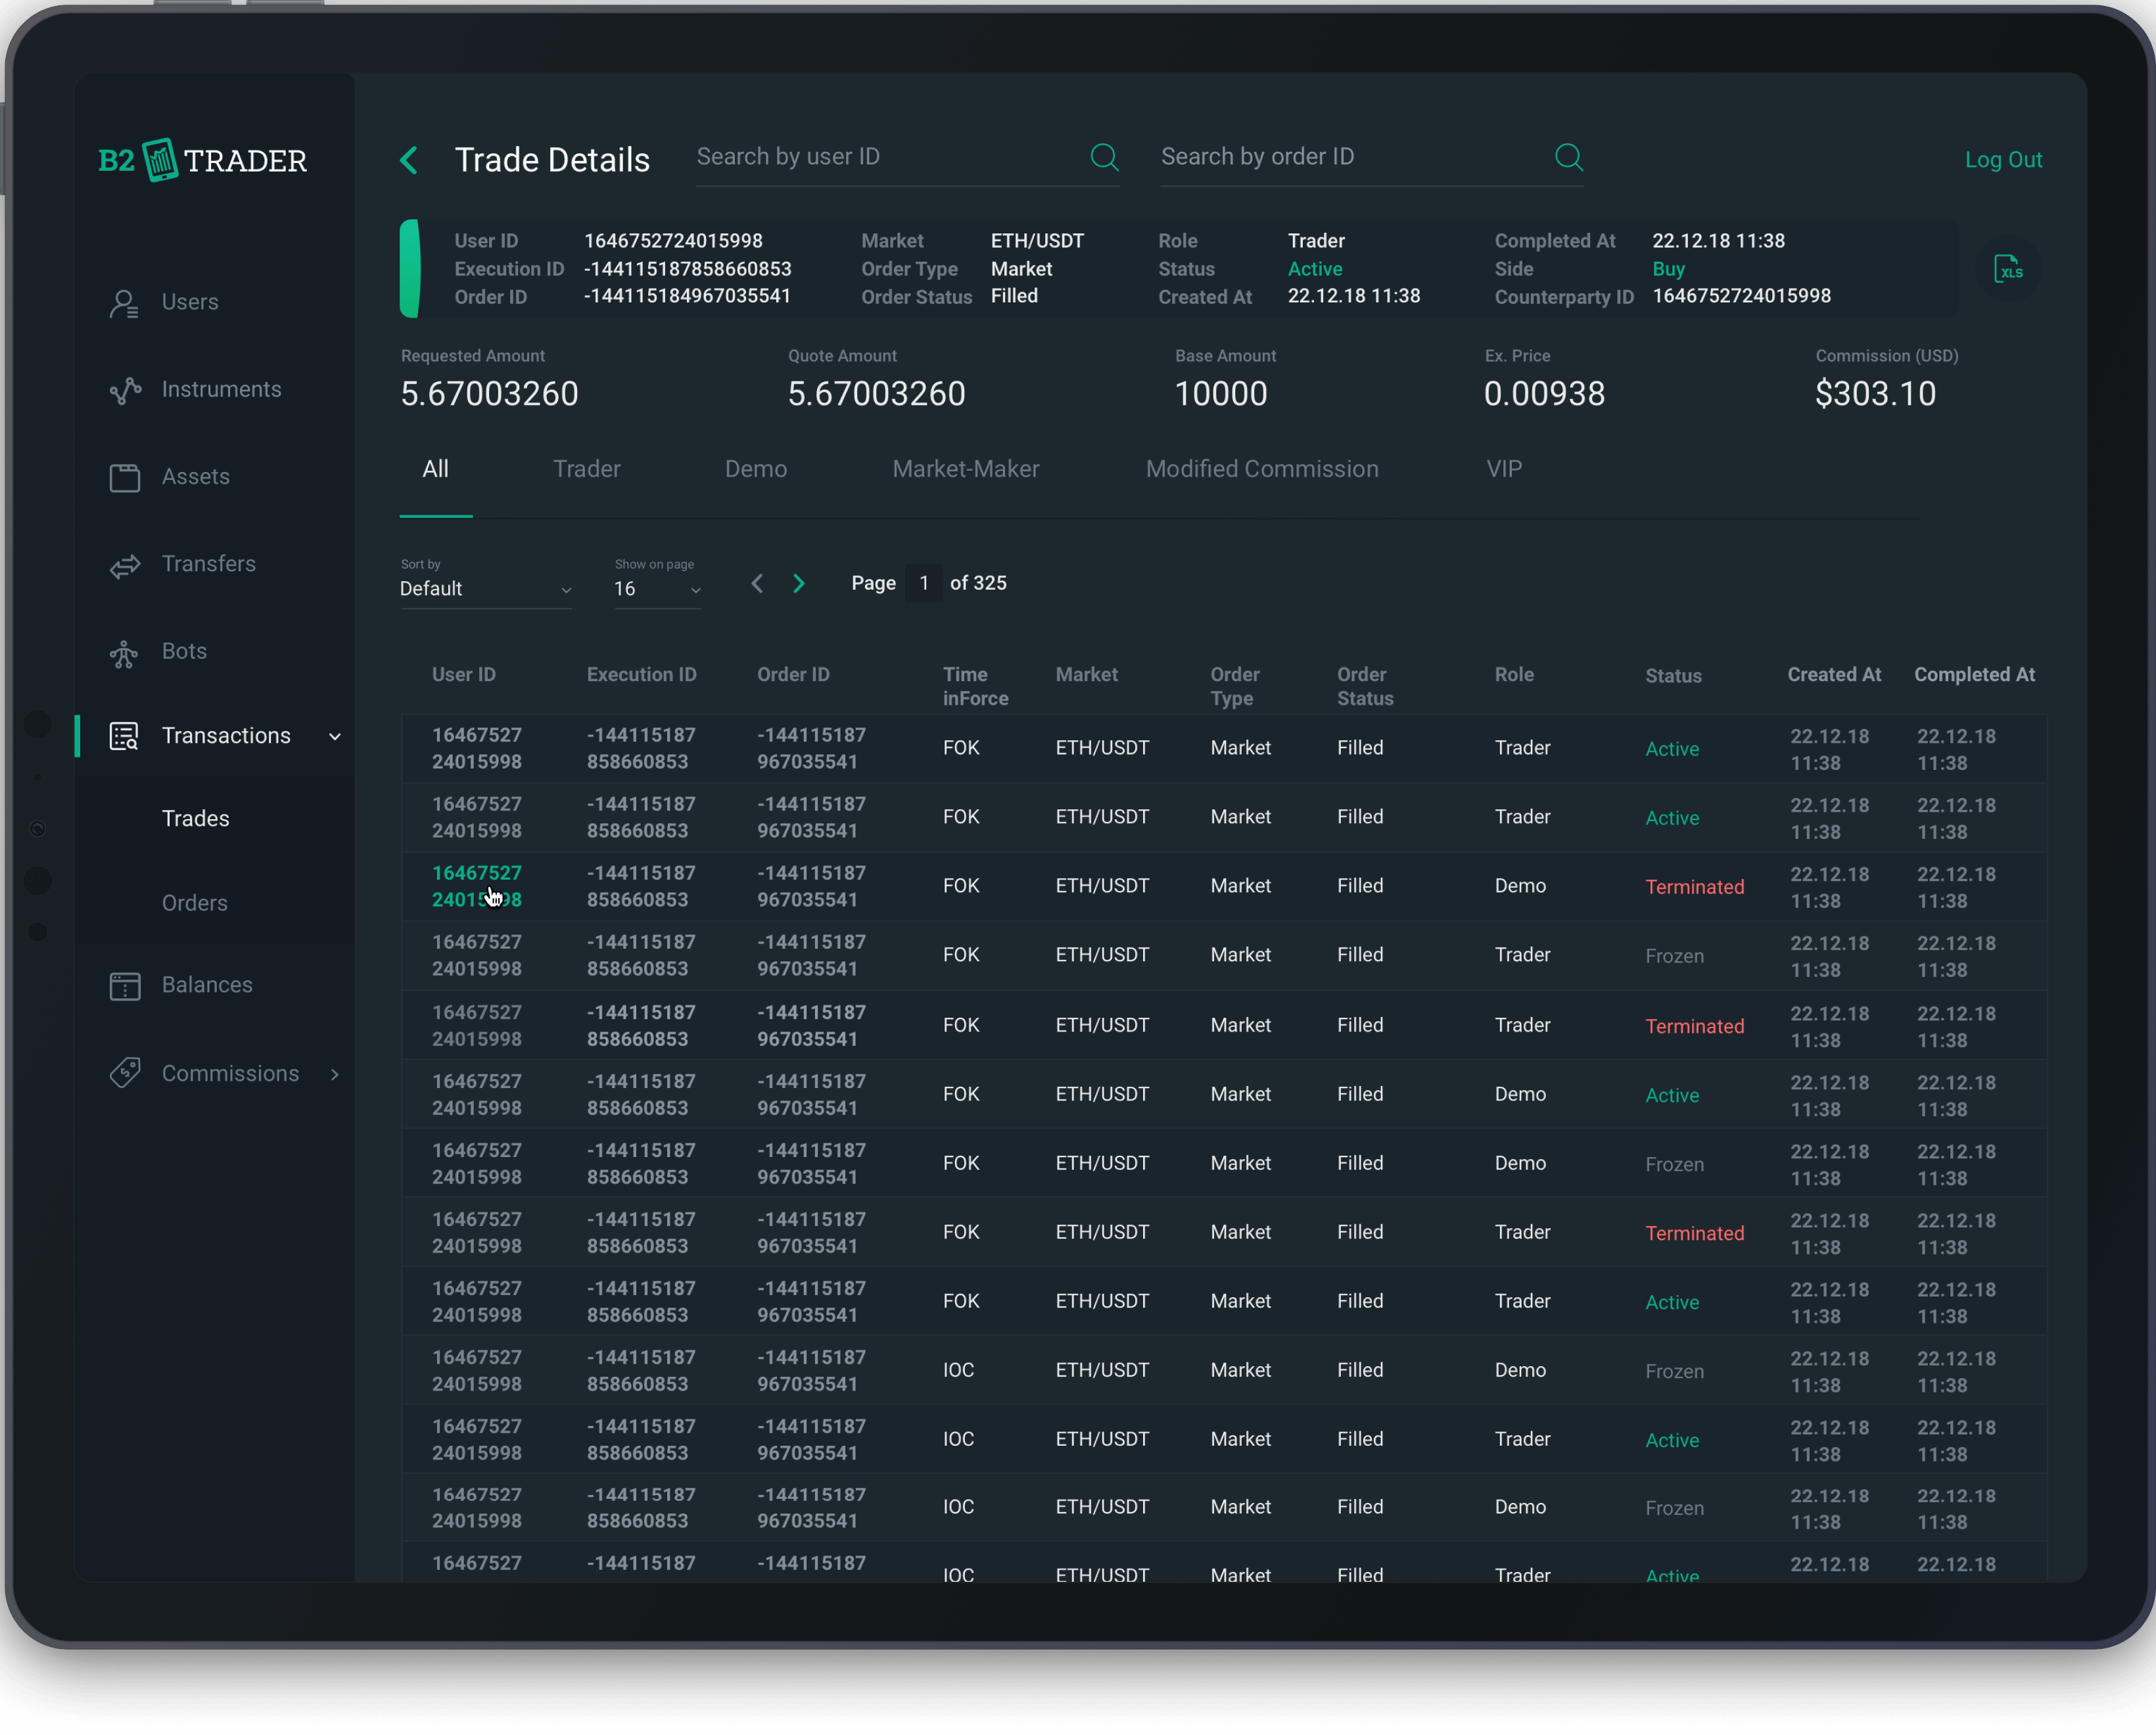 B2 TRADER
Trade Details
Search by user ID
Search by order ID
Log Out
Users
Instruments
Assets
Transfers
Bots
Transactions
Trades
Orders
Balances
Commissions
User ID 1646752724015998 Market ETH/USDT Role Trader Completed At 22.12.18 11:38
Execution ID -144115187858660853 Order Type Market Status Active Side Buy
Order ID -144115184967035541 Order Status Filled Created At 22.12.18 11:38 Counterparty ID 1646752724015998
XLS
Requested Amount Quote Amount Base Amount Ex. Price Commission (USD)
5.67003260 5.67003260 10000 0.00938 $303.10
All Trader Demo Market-Maker Modified Commission VIP
Sort by Show on page
Default 16 Page 1 of 325
User ID Execution ID Order ID Time Market Order Order Role Status Created At Completed At
inForce Type Status
16467527 -144115187 -144115187 FOK ETH/USDT Market Filled Trader Active 22.12.18 22.12.18
24015998 858660853 967035541 11:38 11:38
16467527 -144115187 -144115187 FOK ETH/USDT Market Filled Trader Active 22.12.18 22.12.18
24015998 858660853 967035541 11:38 11:38
16467527 -144115187 -144115187 FOK ETH/USDT Market Filled Demo Terminated 22.12.18 22.12.18
858660853 967035541 11:38 11:38
16467527 -144115187 -144115187 FOK ETH/USDT Market Filled Trader Frozen 22.12.18 22.12.18
24015998 858660853 967035541 11:38 11:38
16467527 -144115187 -144115187 FOK ETH/USDT Market Filled Trader Terminated 22.12.18 22.12.18
24015998 858660853 967035541 11:38 11:38
16467527 -144115187 -144115187 FOK ETH/USDT Market Filled Demo Active 22.12.18 22.12.18
24015998 858660853 967035541 11:38 11:38
16467527 -144115187 -144115187 FOK ETH/USDT Market Filled Demo Frozen 22.12.18 22.12.18
24015998 858660853 967035541 11:38 11:38
16467527 -144115187 -144115187 FOK ETH/USDT Market Filled Trader Terminated 22.12.18 22.12.18
24015998 858660853 967035541 11:38 11:38
16467527 -144115187 -144115187 FOK ETH/USDT Market Filled Trader Active 22.12.18 22.12.18
24015998 858660853 967035541 11:38 11:38
16467527 -144115187 -144115187 IOC ETH/USDT Market Filled Demo Frozen 22.12.18 22.12.18
24015998 858660853 967035541 11:38 11:38
16467527 -144115187 -144115187 IOC ETH/USDT Market Filled Trader Active 22.12.18 22.12.18
24015998 858660853 967035541 11:38 11:38
16467527 -144115187 -144115187 IOC ETH/USDT Market Filled Demo Frozen 22.12.18 22.12.18
24015998 858660853 967035541 11:38 11:38
16467527 -144115187 -144115187 IOC ETH/USDT Market Filled Trader Active 22.12.18 22.12.18